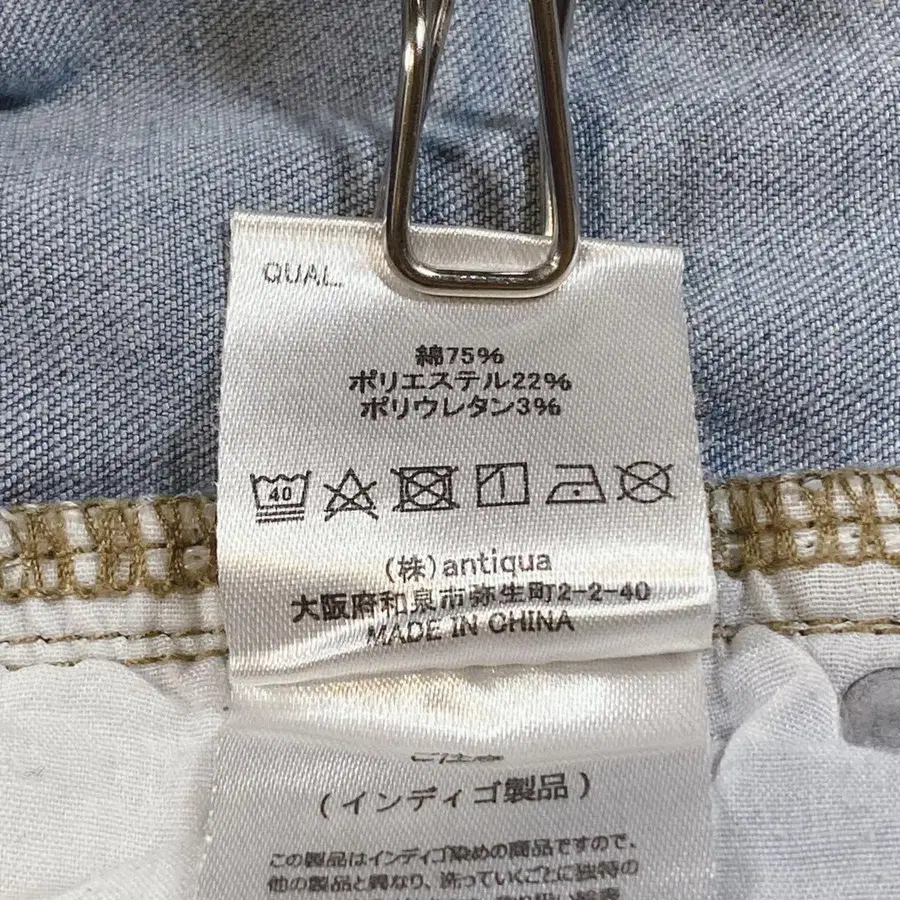 QUAL.
綿75%
ポリエステル22%
ポリウレタン3%
40
(株)antiqua
大阪府和泉市弥生町2-2-40
MADE IN CHINA
ご注意
(インディゴ製品)
この製品はインディゴ染めの商品ですので、
他の製品と異なり、洗っていくごとに独特の